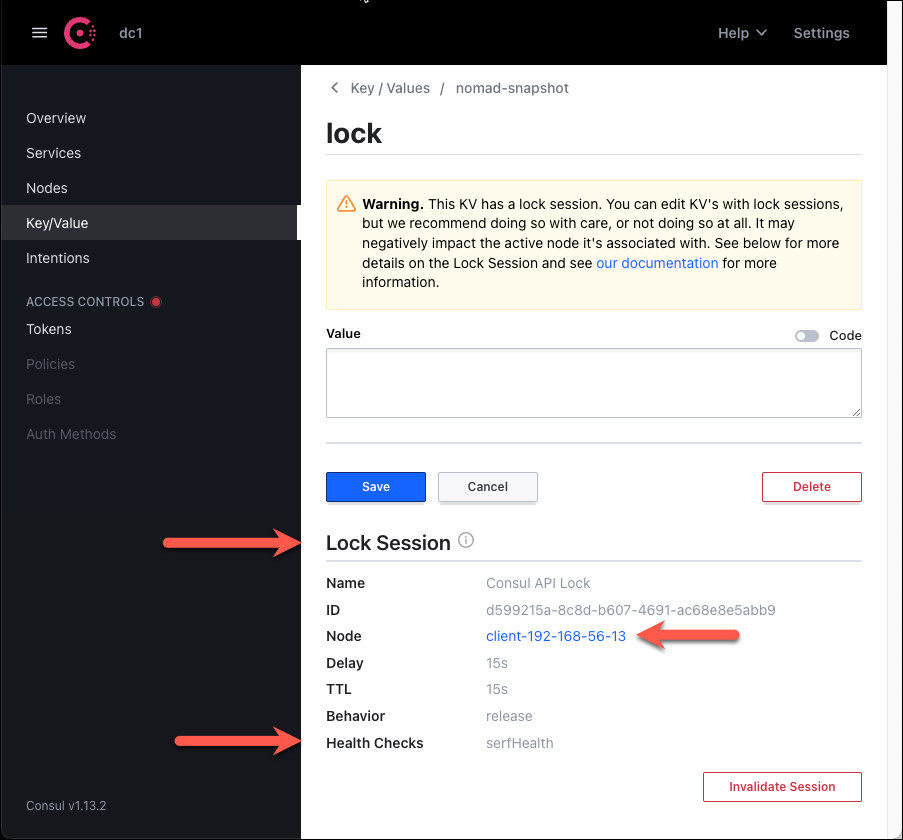 dc1
Help
Settings
Overview
Services
Nodes
Key/Value
Intentions
ACCESS CONTROLS
Tokens
Policies
Roles
Auth Methods
Consul v1.13.2
Key / Values / nomad-snapshot
lock
Warning. This KV has a lock session. You can edit KV's with lock sessions,
but we recommend doing so with care, or not doing so at all. It may
negatively impact the active node it's associated with. See below for more
details on the Lock Session and see our documentation for more
information.
Value
Code
Save
Cancel
Delete
Lock Session
Name Consul API Lock
ID d599215a-8c8d-b607-4691-ac68e8e5abb9
Node client-192-168-56-13
Delay 15s
TTL 15s
Behavior release
Health Checks serfHealth
Invalidate Session